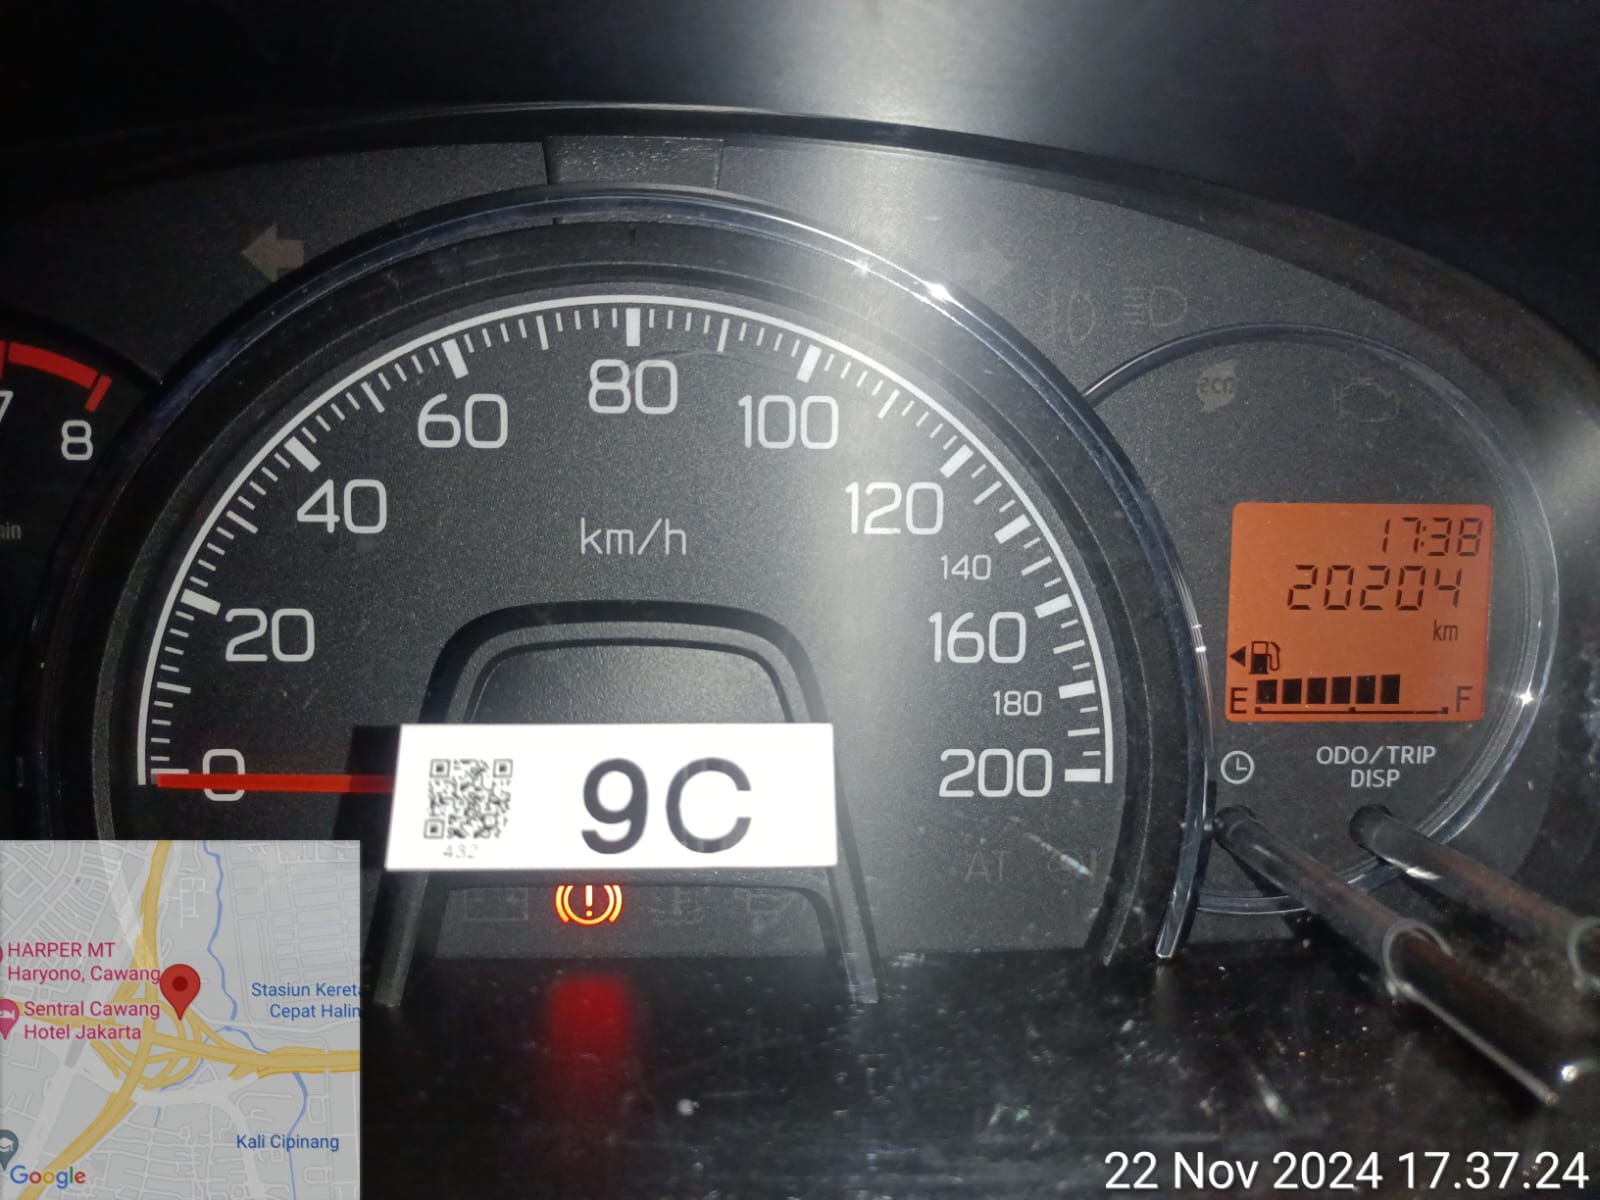 7
8
0
20
40
60
80
100
120
140
160
180
200
km/h
eco
17:38
20204
km
E
F
ODO/TRIP
DISP
AT
9C
432
HARPER MT
Haryono, Cawang
Sentral Cawang
Hotel Jakarta
Stasiun Kereta
Cepat Halin
Kali Cipinang
Google
22 Nov 2024 17.37.24